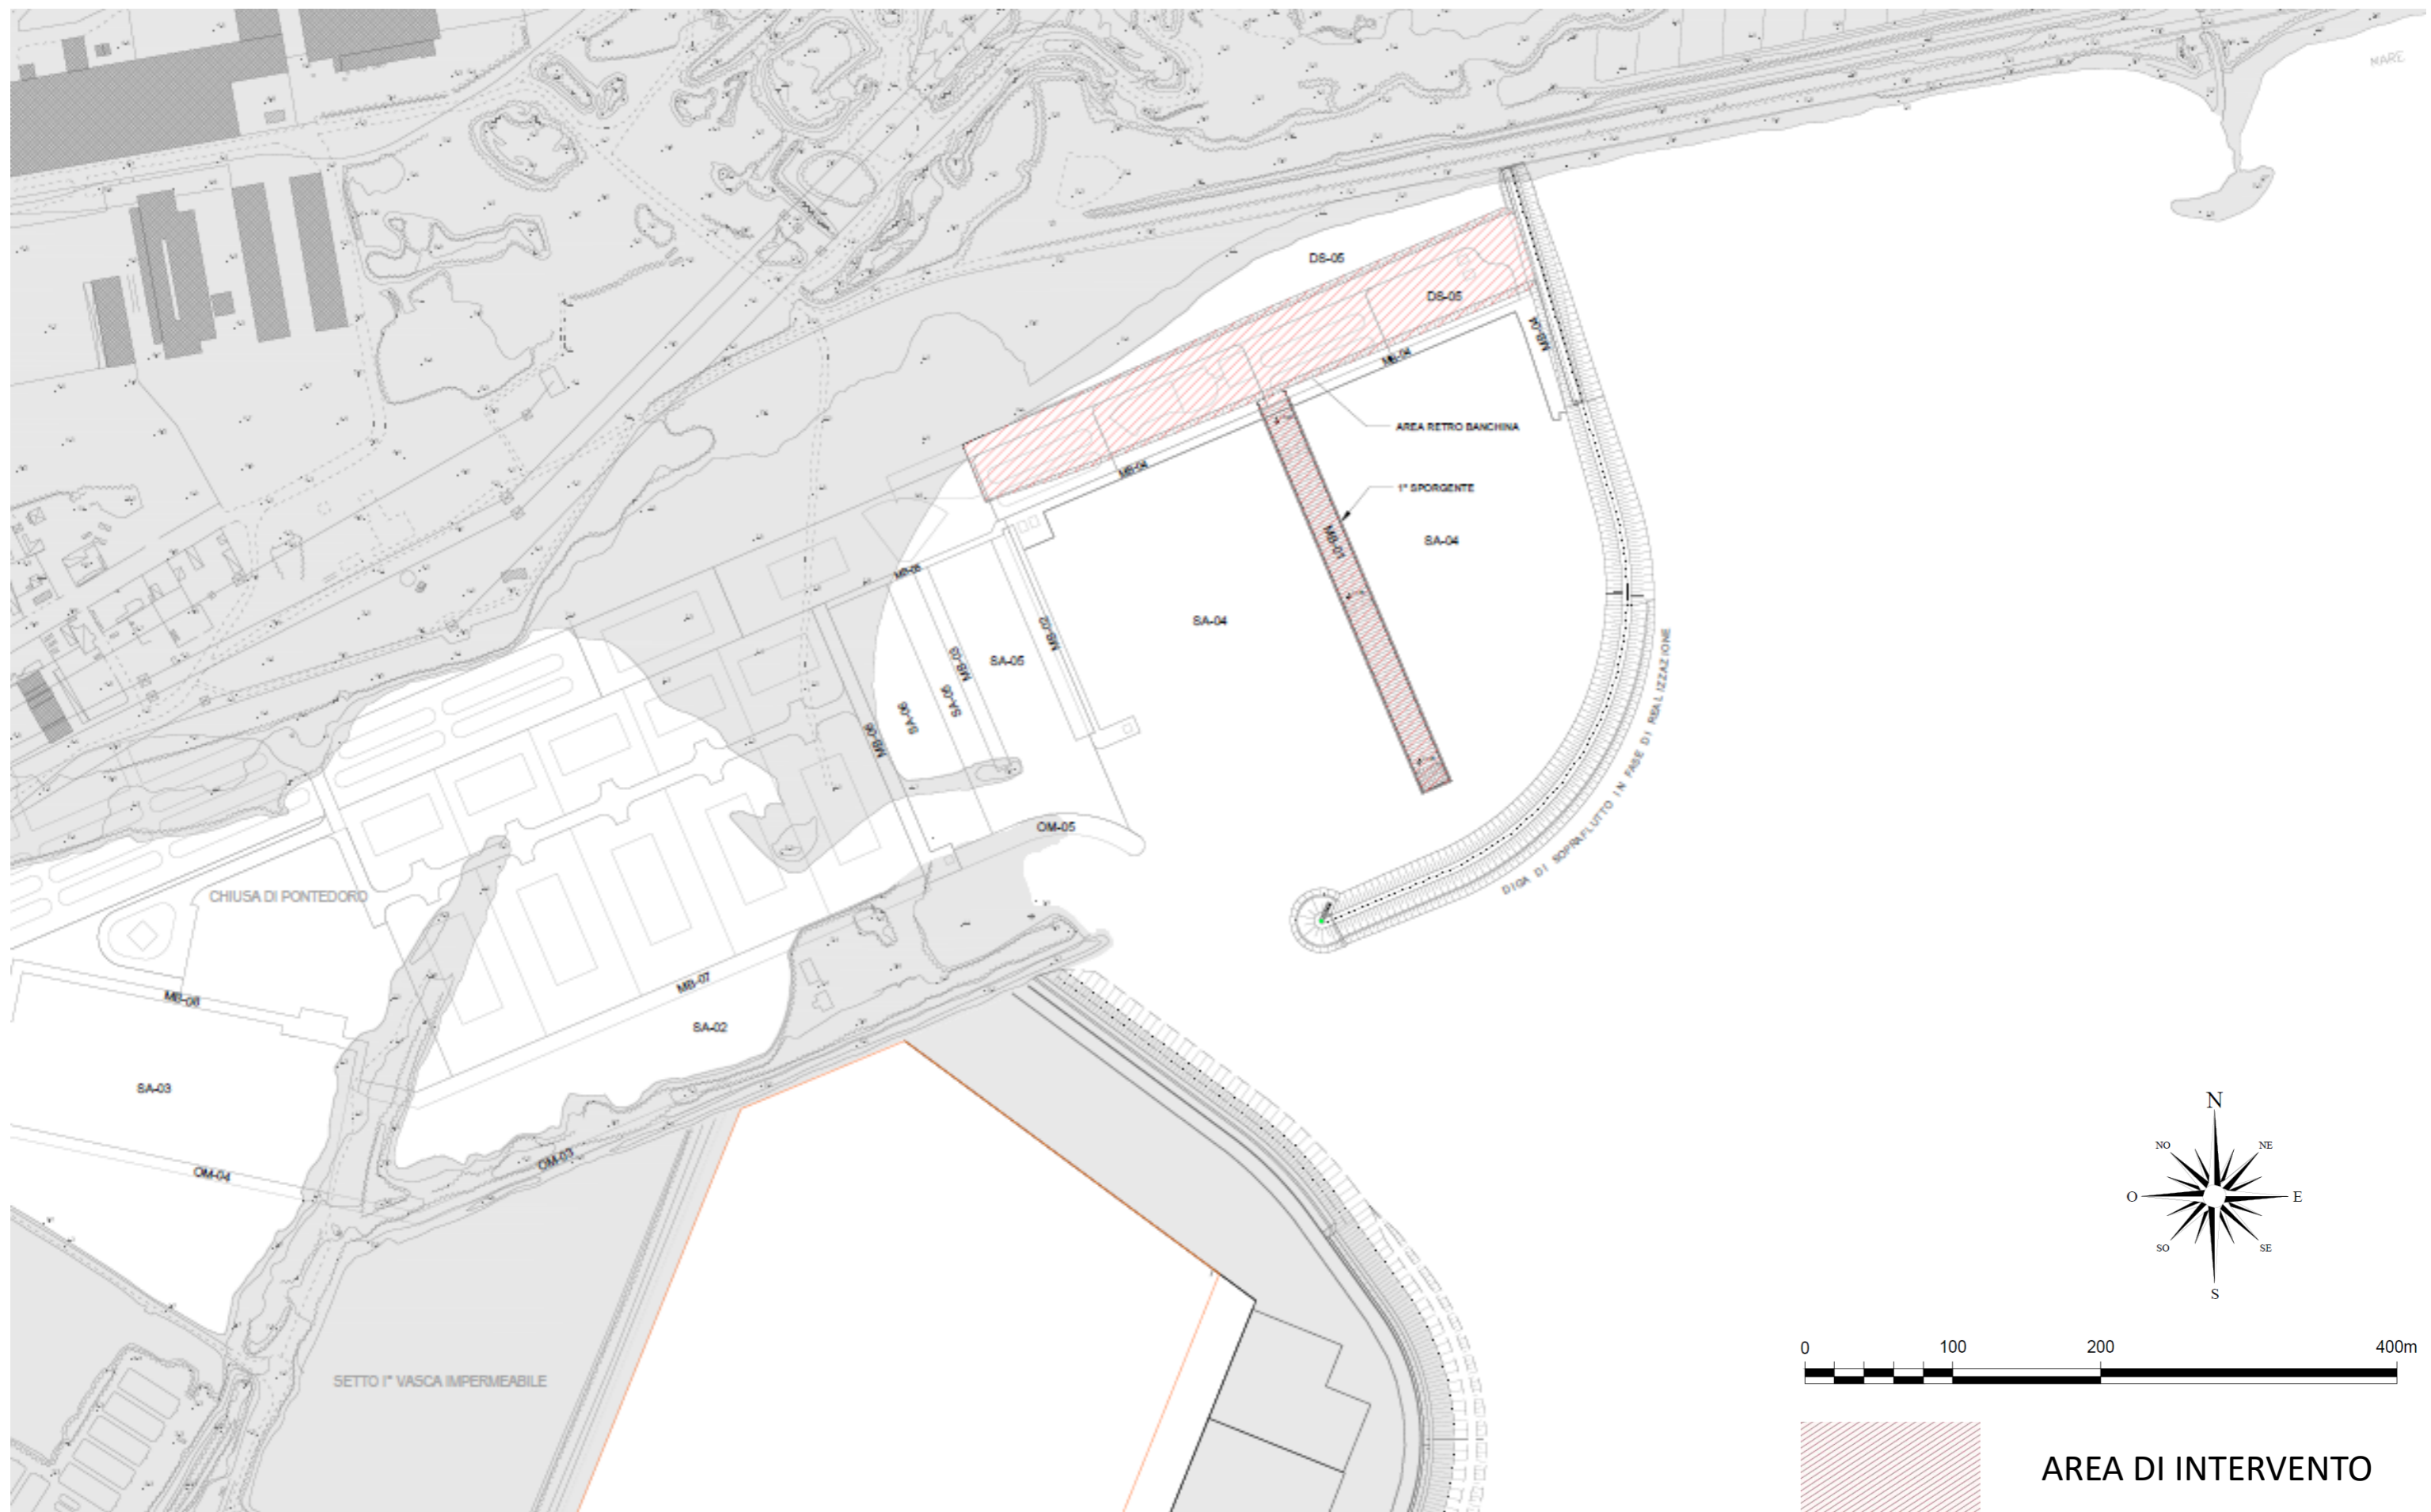 MARE
DS-05
DS-05
MB-04
MB-04
AREA RETRO BANCHINA
MB-04
1° SPORGENTE
MB-01
SA-04
MB-05
SA-04
MB-02
SA-05
MB-03
SA-05
SA-06
MB-06
DIGA DI SOPRAFLUTTO IN FASE DI REALIZZAZIONE
OM-05
CHIUSA DI PONTEDORO
MB-07
MB-08
SA-02
SA-03
OM-03
OM-04
SETTO I° VASCA IMPERMEABILE
N
NO
NE
O
E
SO
SE
S
0 100 200 400m
AREA DI INTERVENTO